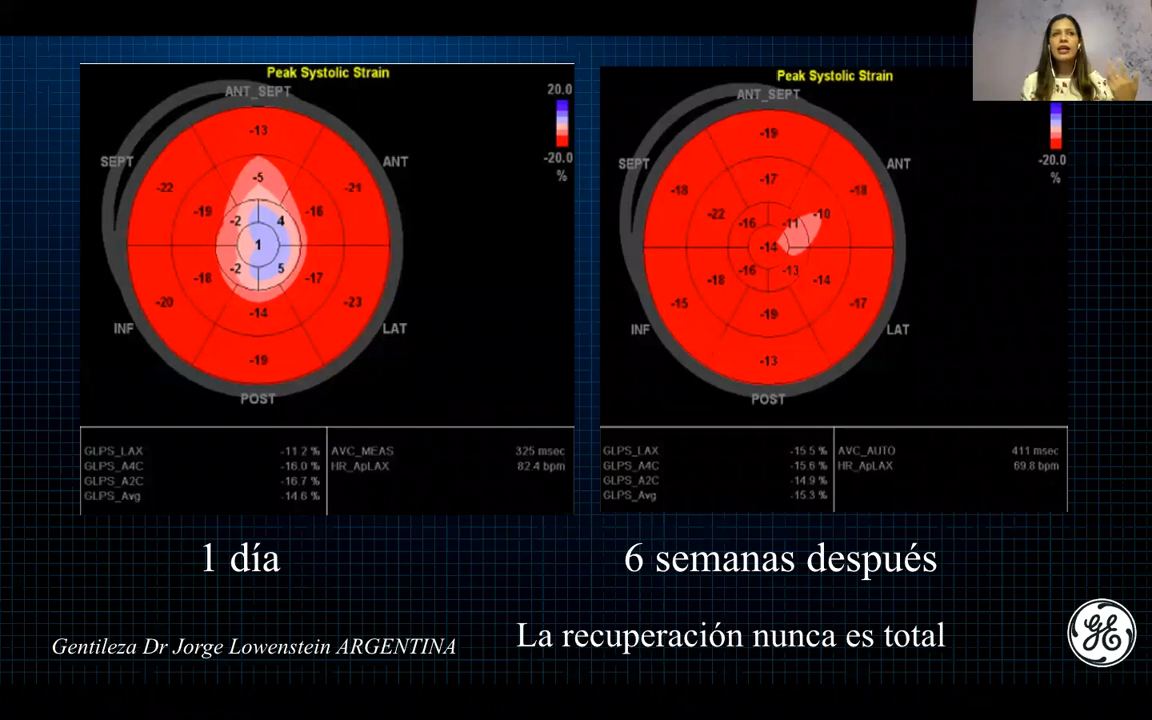 Peak Systolic Strain
ANT_SEPT
20.0
-20.0
%
SEPT
ANT
-13
-22
-21
-5
-19
-16
-2
4
1
-2
5
-18
-17
-20
-23
-14
-19
INF
LAT
POST
GLPS_LAX -11.2 % AVC_MEAS 325 msec
GLPS_A4C -16.0 % HR_ApLAX 82.4 bpm
GLPS_A2C -16.7 %
GLPS_Avg -14.6 %
1 día
Peak Systolic Strain
ANT_SEPT
-20.0
%
SEPT
ANT
-19
-18
-18
-17
-22
-10
-16
-11
-14
-16
-13
-18
-14
-15
-17
-19
-13
INF
LAT
POST
GLPS_LAX -15.5 % AVC_AUTO 411 msec
GLPS_A4C -15.6 % HR_ApLAX 69.8 bpm
GLPS_A2C -14.9 %
GLPS_Avg -15.3 %
6 semanas después
La recuperación nunca es total
Gentileza Dr Jorge Lowenstein ARGENTINA
GE